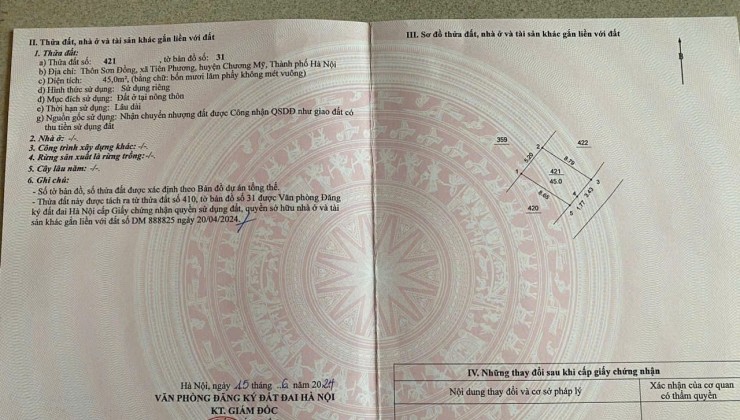 II. Thửa đất, nhà ở và tài sản khác gắn liền với đất
1. Thửa đất:
a) Thửa đất số: 421 , tờ bản đồ số: 31
b) Địa chỉ: Thôn Sơn Đồng, xã Tiên Phương, huyện Chương Mỹ, Thành phố Hà Nội
c) Diện tích: 45,0m², (bằng chữ: bốn mươi lăm phẩy không mét vuông)
d) Hình thức sử dụng: Sử dụng riêng
đ) Mục đích sử dụng: Đất ở tại nông thôn
e) Thời hạn sử dụng: Lâu dài
g) Nguồn gốc sử dụng: Nhận chuyển nhượng đất được Công nhận QSDĐ như giao đất có
thu tiền sử dụng đất
2. Nhà ở: -/-
3. Công trình xây dựng khác: -/-
4. Rừng sản xuất là rừng trồng: -/-
5. Cây lâu năm: -/-
6. Ghi chú:
- Số tờ bản đồ, số thửa đất được xác định theo Bản đồ dự án tổng thể.
- Thửa đất này được tách ra từ thửa đất số 410, tờ bản đồ số 31 được Văn phòng Đăng
ký đất đai Hà Nội cấp Giấy chứng nhận quyền sử dụng đất, quyền sở hữu nhà ở và tài
sản khác gắn liền với đất số DM 888825 ngày 20/04/2024.
Hà Nội, ngày 15 tháng 6 năm 2024
VĂN PHÒNG ĐĂNG KÝ ĐẤT ĐAI HÀ NỘI
KT. GIÁM ĐỐC
III. Sơ đồ thửa đất, nhà ở và tài sản khác gắn liền với đất
B
359
2
422
5.20
8.79
1
421
45.0
3
8.68
4
2.43
1.77
5
420
IV. Những thay đổi sau khi cấp giấy chứng nhận
Nội dung thay đổi và cơ sở pháp lý
Xác nhận của cơ quan
có thẩm quyền